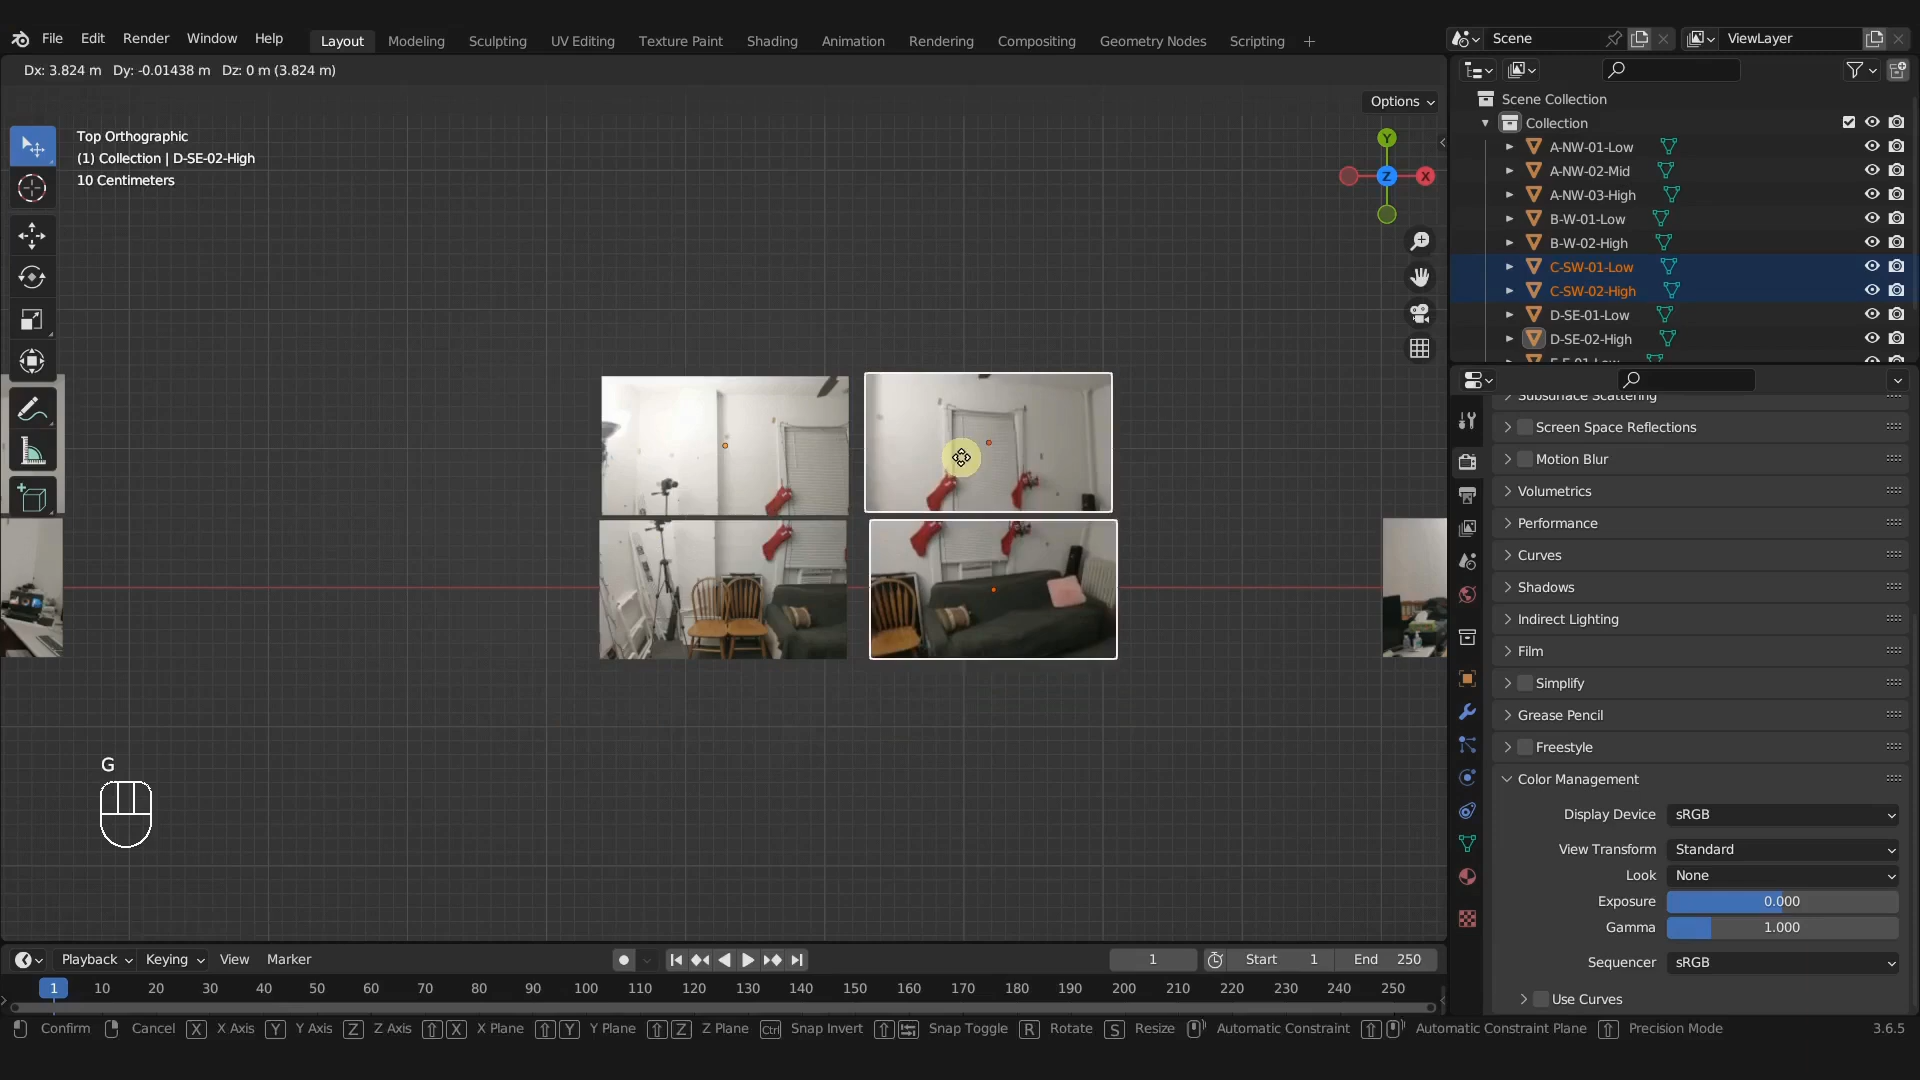 File Edit Render Window Help Layout Modeling Sculpting UV Editing Texture Paint Shading Animation Rendering Compositing Geometry Nodes Scripting + Scene ViewLayer
Dx: 3.824 m Dy: -0.01438 m Dz: 0 m (3.824 m)
Options
Top Orthographic
(1) Collection | D-SE-02-High
10 Centimeters
Y
X
Z
G
Scene Collection
Collection
A-NW-01-Low
A-NW-02-Mid
A-NW-03-High
B-W-01-Low
B-W-02-High
C-SW-01-Low
C-SW-02-High
D-SE-01-Low
D-SE-02-High
Subsurface Scattering
Screen Space Reflections
Motion Blur
Volumetrics
Performance
Curves
Shadows
Indirect Lighting
Film
Simplify
Grease Pencil
Freestyle
Color Management
Display Device sRGB
View Transform Standard
Look None
Exposure 0.000
Gamma 1.000
Sequencer sRGB
Use Curves
Playback Keying View Marker 1 Start 1 End 250
1 10 20 30 40 50 60 70 80 90 100 110 120 130 140 150 160 170 180 190 200 210 220 230 240 250
Confirm Cancel X X Axis Y Y Axis Z Z Axis X X Plane Y Y Plane Z Z Plane Ctrl Snap Invert Snap Toggle R Rotate S Resize Automatic Constraint Automatic Constraint Plane Precision Mode 3.6.5